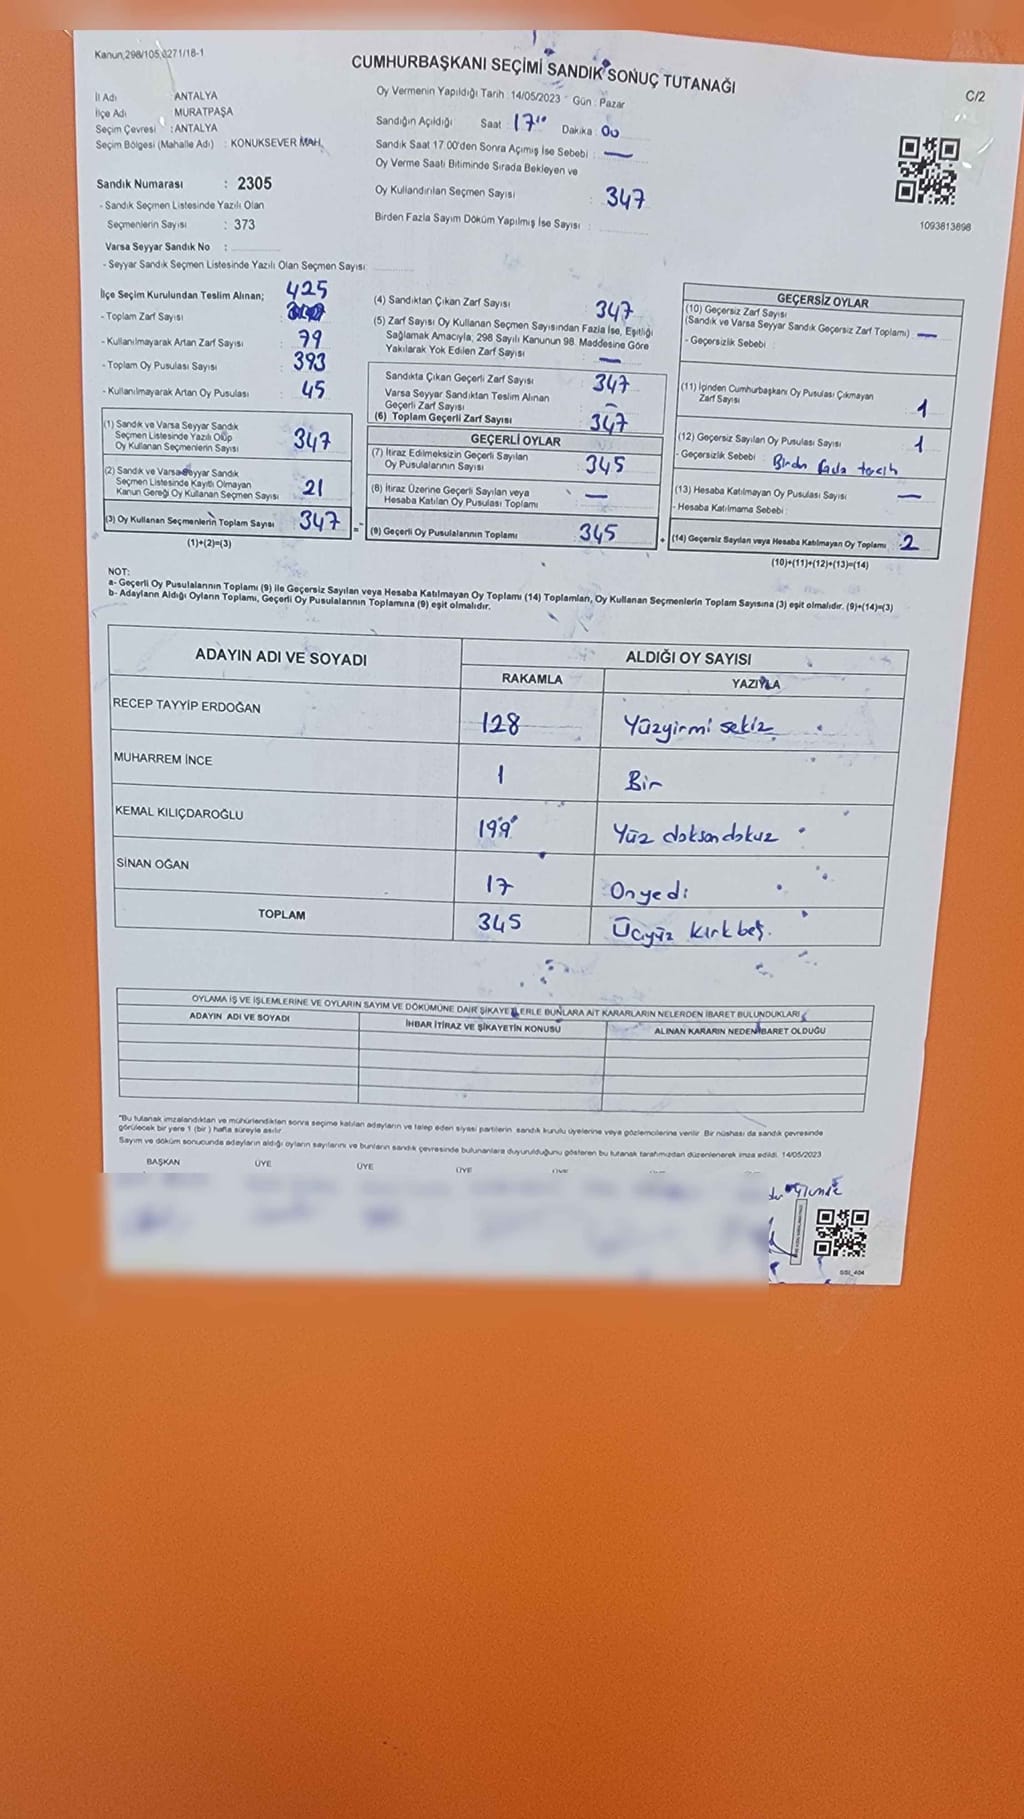 Kanun;298/105,6271/18-1
CUMHURBAŞKANI SEÇİMİ SANDIK SONUÇ TUTANAĞI
C/2
İl Adı ANTALYA
İlçe Adı MURATPAŞA
Seçim Çevresi : ANTALYA
Seçim Bölgesi (Mahalle Adı) : KONUKSEVER MAH.
Sandık Numarası : 2305
- Sandık Seçmen Listesinde Yazılı Olan
Seçmenlerin Sayısı : 373
Varsa Seyyar Sandık No :
- Seyyar Sandık Seçmen Listesinde Yazılı Olan Seçmen Sayısı:
Oy Vermenin Yapıldığı Tarih : 14/05/2023 Gün : Pazar
Sandığın Açıldığı Saat : 17 Dakika : 00
Sandık Saat 17.00'den Sonra Açımış İse Sebebi : —
Oy Verme Saati Bitiminde Sırada Bekleyen ve
Oy Kullandırılan Seçmen Sayısı : 347
Birden Fazla Sayım Döküm Yapılmış İse Sayısı :
1093813898
İlçe Seçim Kurulundan Teslim Alınan;
- Toplam Zarf Sayısı : 425
- Kullanılmayarak Artan Zarf Sayısı : 79
- Toplam Oy Pusulası Sayısı : 393
- Kullanılmayarak Artan Oy Pusulası : 45
(1) Sandık ve Varsa Seyyar Sandık
Seçmen Listesinde Yazılı Olup
Oy Kullanan Seçmenlerin Sayısı 347
(2) Sandık ve Varsa Seyyar Sandık
Seçmen Listesinde Kayıtlı Olmayan
Kanun Gereği Oy Kullanan Seçmen Sayısı 21
(3) Oy Kullanan Seçmenlerin Toplam Sayısı 347
(1)+(2)=(3)
(4) Sandıktan Çıkan Zarf Sayısı : 347
(5) Zarf Sayısı Oy Kullanan Seçmen Sayısından Fazla İse, Eşitliği
Sağlamak Amacıyla; 298 Sayılı Kanunun 98. Maddesine Göre
Yakılarak Yok Edilen Zarf Sayısı : —
Sandıkta Çıkan Geçerli Zarf Sayısı : 347
Varsa Seyyar Sandıktan Teslim Alınan
Geçerli Zarf Sayısı : —
(6) Toplam Geçerli Zarf Sayısı : 347
GEÇERLİ OYLAR
(7) İtiraz Edilmeksizin Geçerli Sayılan
Oy Pusulalarının Sayısı : 345
(8) İtiraz Üzerine Geçerli Sayılan veya
Hesaba Katılan Oy Pusulası Toplamı : —
(9) Geçerli Oy Pusulalarının Toplamı : 345
GEÇERSİZ OYLAR
(10) Geçersiz Zarf Sayısı
(Sandık ve Varsa Seyyar Sandık Geçersiz Zarf Toplamı) : —
- Geçersizlik Sebebi :
(11) İçinden Cumhurbaşkanı Oy Pusulası Çıkmayan
Zarf Sayısı : 1
(12) Geçersiz Sayılan Oy Pusulası Sayısı : 1
- Geçersizlik Sebebi : Birden fazla tercih
(13) Hesaba Katılmayan Oy Pusulası Sayısı : —
- Hesaba Katılmama Sebebi :
(14) Geçersiz Sayılan veya Hesaba Katılmayan Oy Toplamı : 2
(10)+(11)+(12)+(13)=(14)
NOT:
a- Geçerli Oy Pusulalarının Toplamı (9) ile Geçersiz Sayılan veya Hesaba Katılmayan Oy Toplamı (14) Toplamları, Oy Kullanan Seçmenlerin Toplam Sayısına (3) eşit olmalıdır. (9)+(14)=(3)
b- Adayların Aldığı Oyların Toplamı, Geçerli Oy Pusulalarının Toplamına (9) eşit olmalıdır.
ADAYIN ADI VE SOYADI ALDIĞI OY SAYISI
RAKAMLA YAZIYLA
RECEP TAYYİP ERDOĞAN 128 Yüzyirmi sekiz
MUHARREM İNCE 1 Bir
KEMAL KILIÇDAROĞLU 199 Yüz doksan dokuz
SİNAN OĞAN 17 Onyedi
TOPLAM 345 Üçyüz kırk beş.
OYLAMA İŞ VE İŞLEMLERİNE VE OYLARIN SAYIM VE DÖKÜMÜNE DAİR ŞİKAYETLERLE BUNLARA AİT KARARLARIN NELERDEN İBARET BULUNDUKLARI
ADAYIN ADI VE SOYADI İHBAR İTİRAZ VE ŞİKAYETİN KONUSU ALINAN KARARIN NEDEN İBARET OLDUĞU
*Bu tutanak imzalandıktan ve mühürlendikten sonra seçime katılan adayların ve talep eden siyasi partilerin sandık kurulu üyelerine veya gözlemcilerine verilir. Bir nüshası da sandık çevresinde
görülecek bir yere 1 (bir ) hafta süreyle asılır.
Sayım ve döküm sonucunda adayların aldığı oyların sayılarını ve bunların sandık çevresinde bulunanlara duyurulduğunu gösteren bu tutanak tarafımızdan düzenlenerek imza edildi. 14/05/2023
BAŞKAN ÜYE ÜYE ÜYE ÜYE